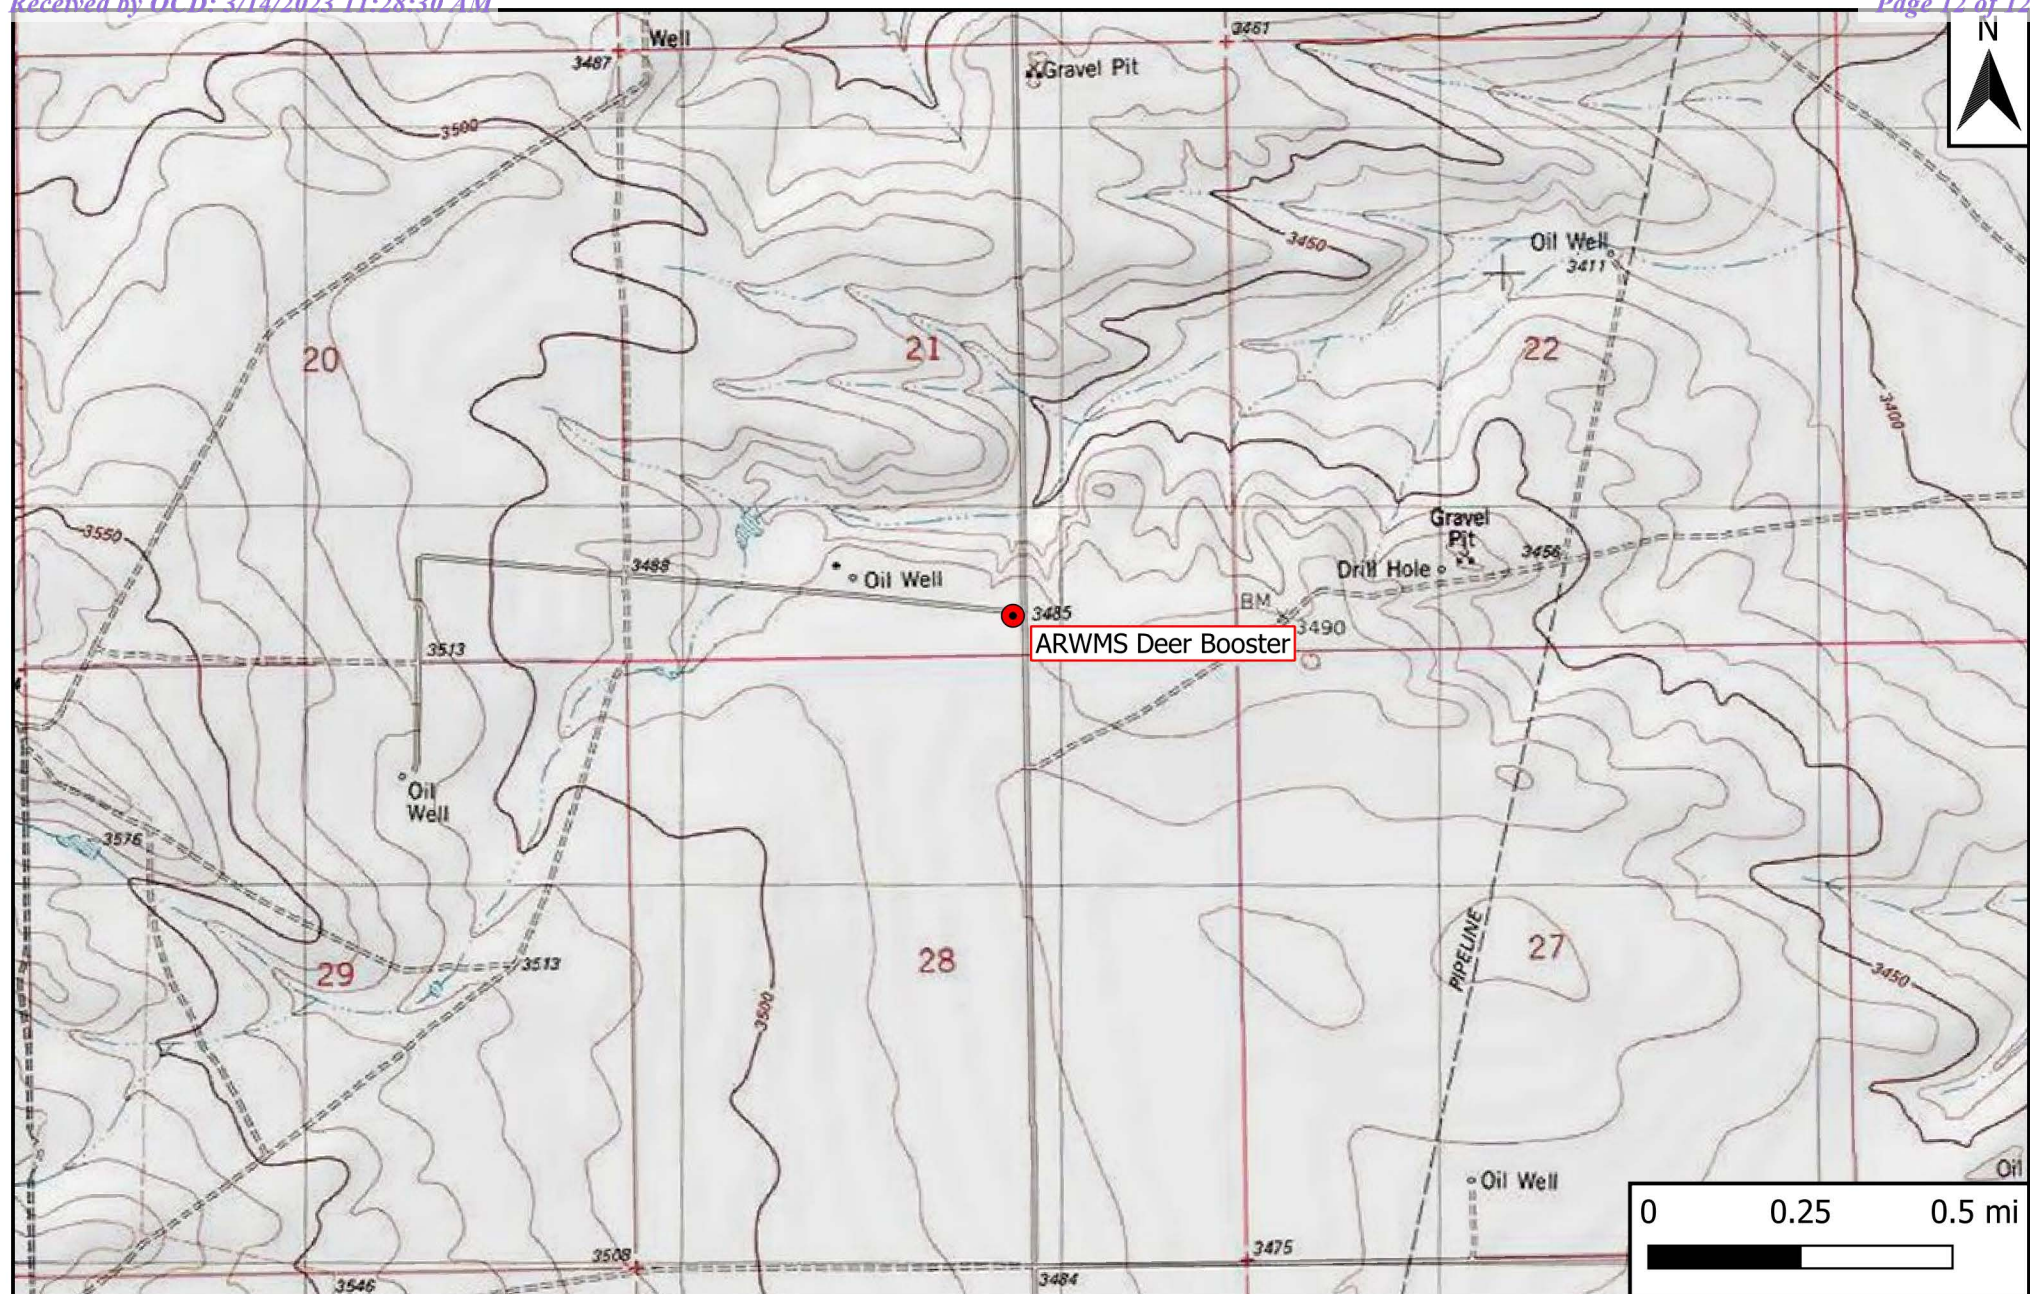 Received by OCD: 3/14/2023 11:28:30 AM
Page 12 of 12
N
Well
3487
3461
Gravel Pit
3500
3450
Oil Well
3411
20
21
22
3400
3550
Gravel
Pit
3456
Drill Hole
3488
Oil Well
BM
3490
3485
ARWMS Deer Booster
3513
Oil
Well
3576
29
3513
28
3500
PIPELINE
27
3450
Oil Well
Oil
0 0.25 0.5 mi
3508
3475
3546
3484